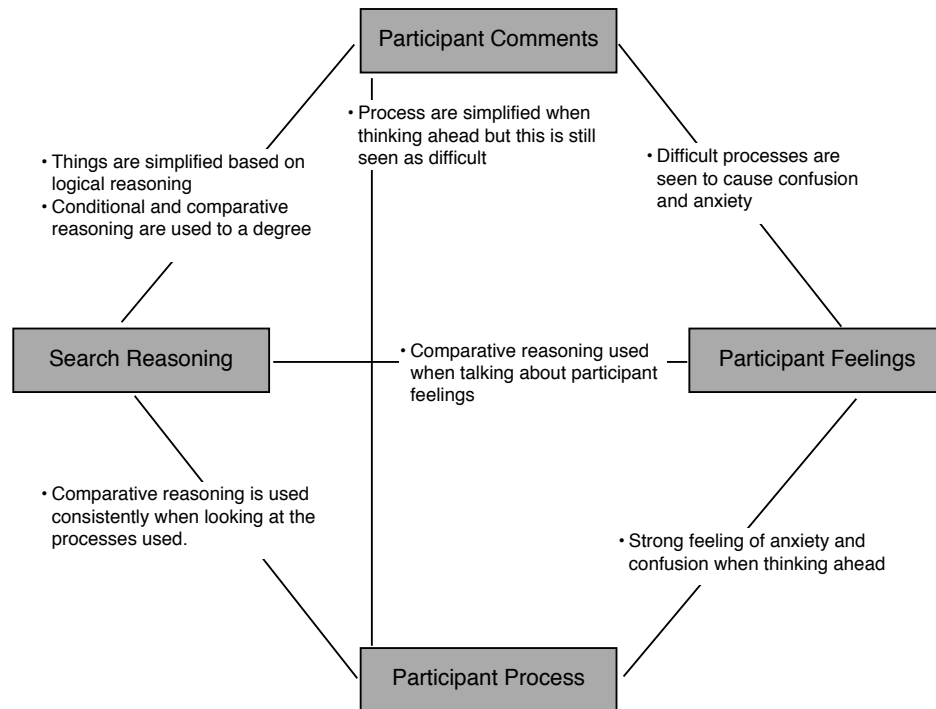 Participant Comments
• Process are simplified when
thinking ahead but this is still
seen as difficult
• Things are simplified based on
logical reasoning
• Conditional and comparative
reasoning are used to a degree
• Difficult processes are
seen to cause confusion
and anxiety
Search Reasoning
• Comparative reasoning used
when talking about participant
feelings
Participant Feelings
• Comparative reasoning is used
consistently when looking at the
processes used.
• Strong feeling of anxiety and
confusion when thinking ahead
Participant Process